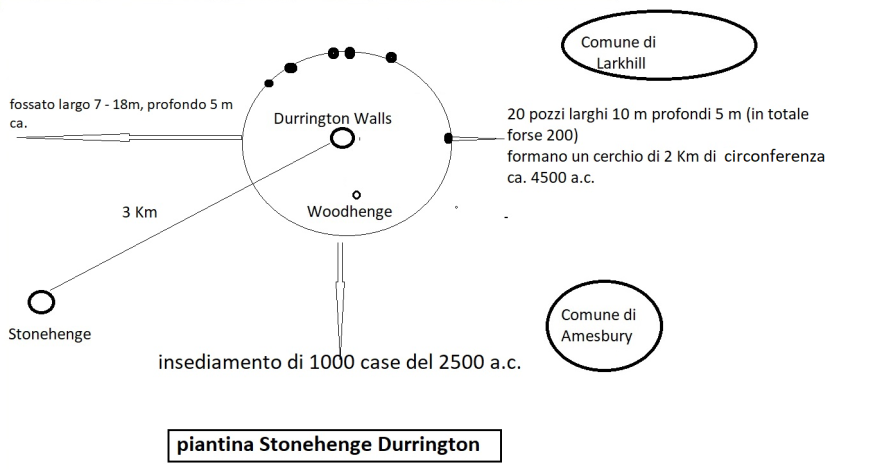 Comune di
Larkhill
fossato largo 7 - 18m, profondo 5 m
ca.
Durrington Walls
20 pozzi larghi 10 m profondi 5 m (in totale
forse 200)
formano un cerchio di 2 Km di circonferenza
ca. 4500 a.c.
3 Km
Woodhenge
Stonehenge
Comune di
Amesbury
insediamento di 1000 case del 2500 a.c.
piantina Stonehenge Durrington